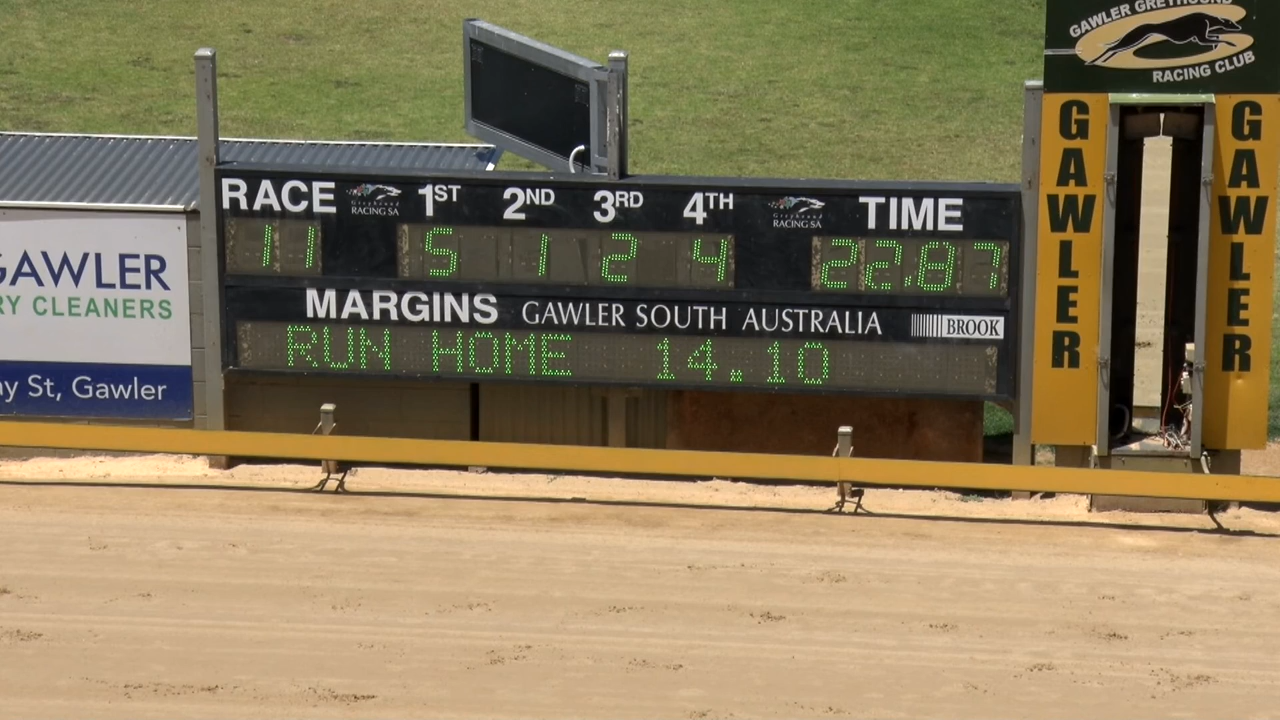 GAWLER GREYHOUND
RACING CLUB
GAWLER
GAWLER
RACE
Greyhound
RACING SA
1ST
2ND
3RD
4TH
Greyhound
RACING SA
TIME
11 5 1 2 4 22.87
MARGINS GAWLER SOUTH AUSTRALIA BROOK
RUN HOME 14.10
GAWLER
RY CLEANERS
ay St, Gawler